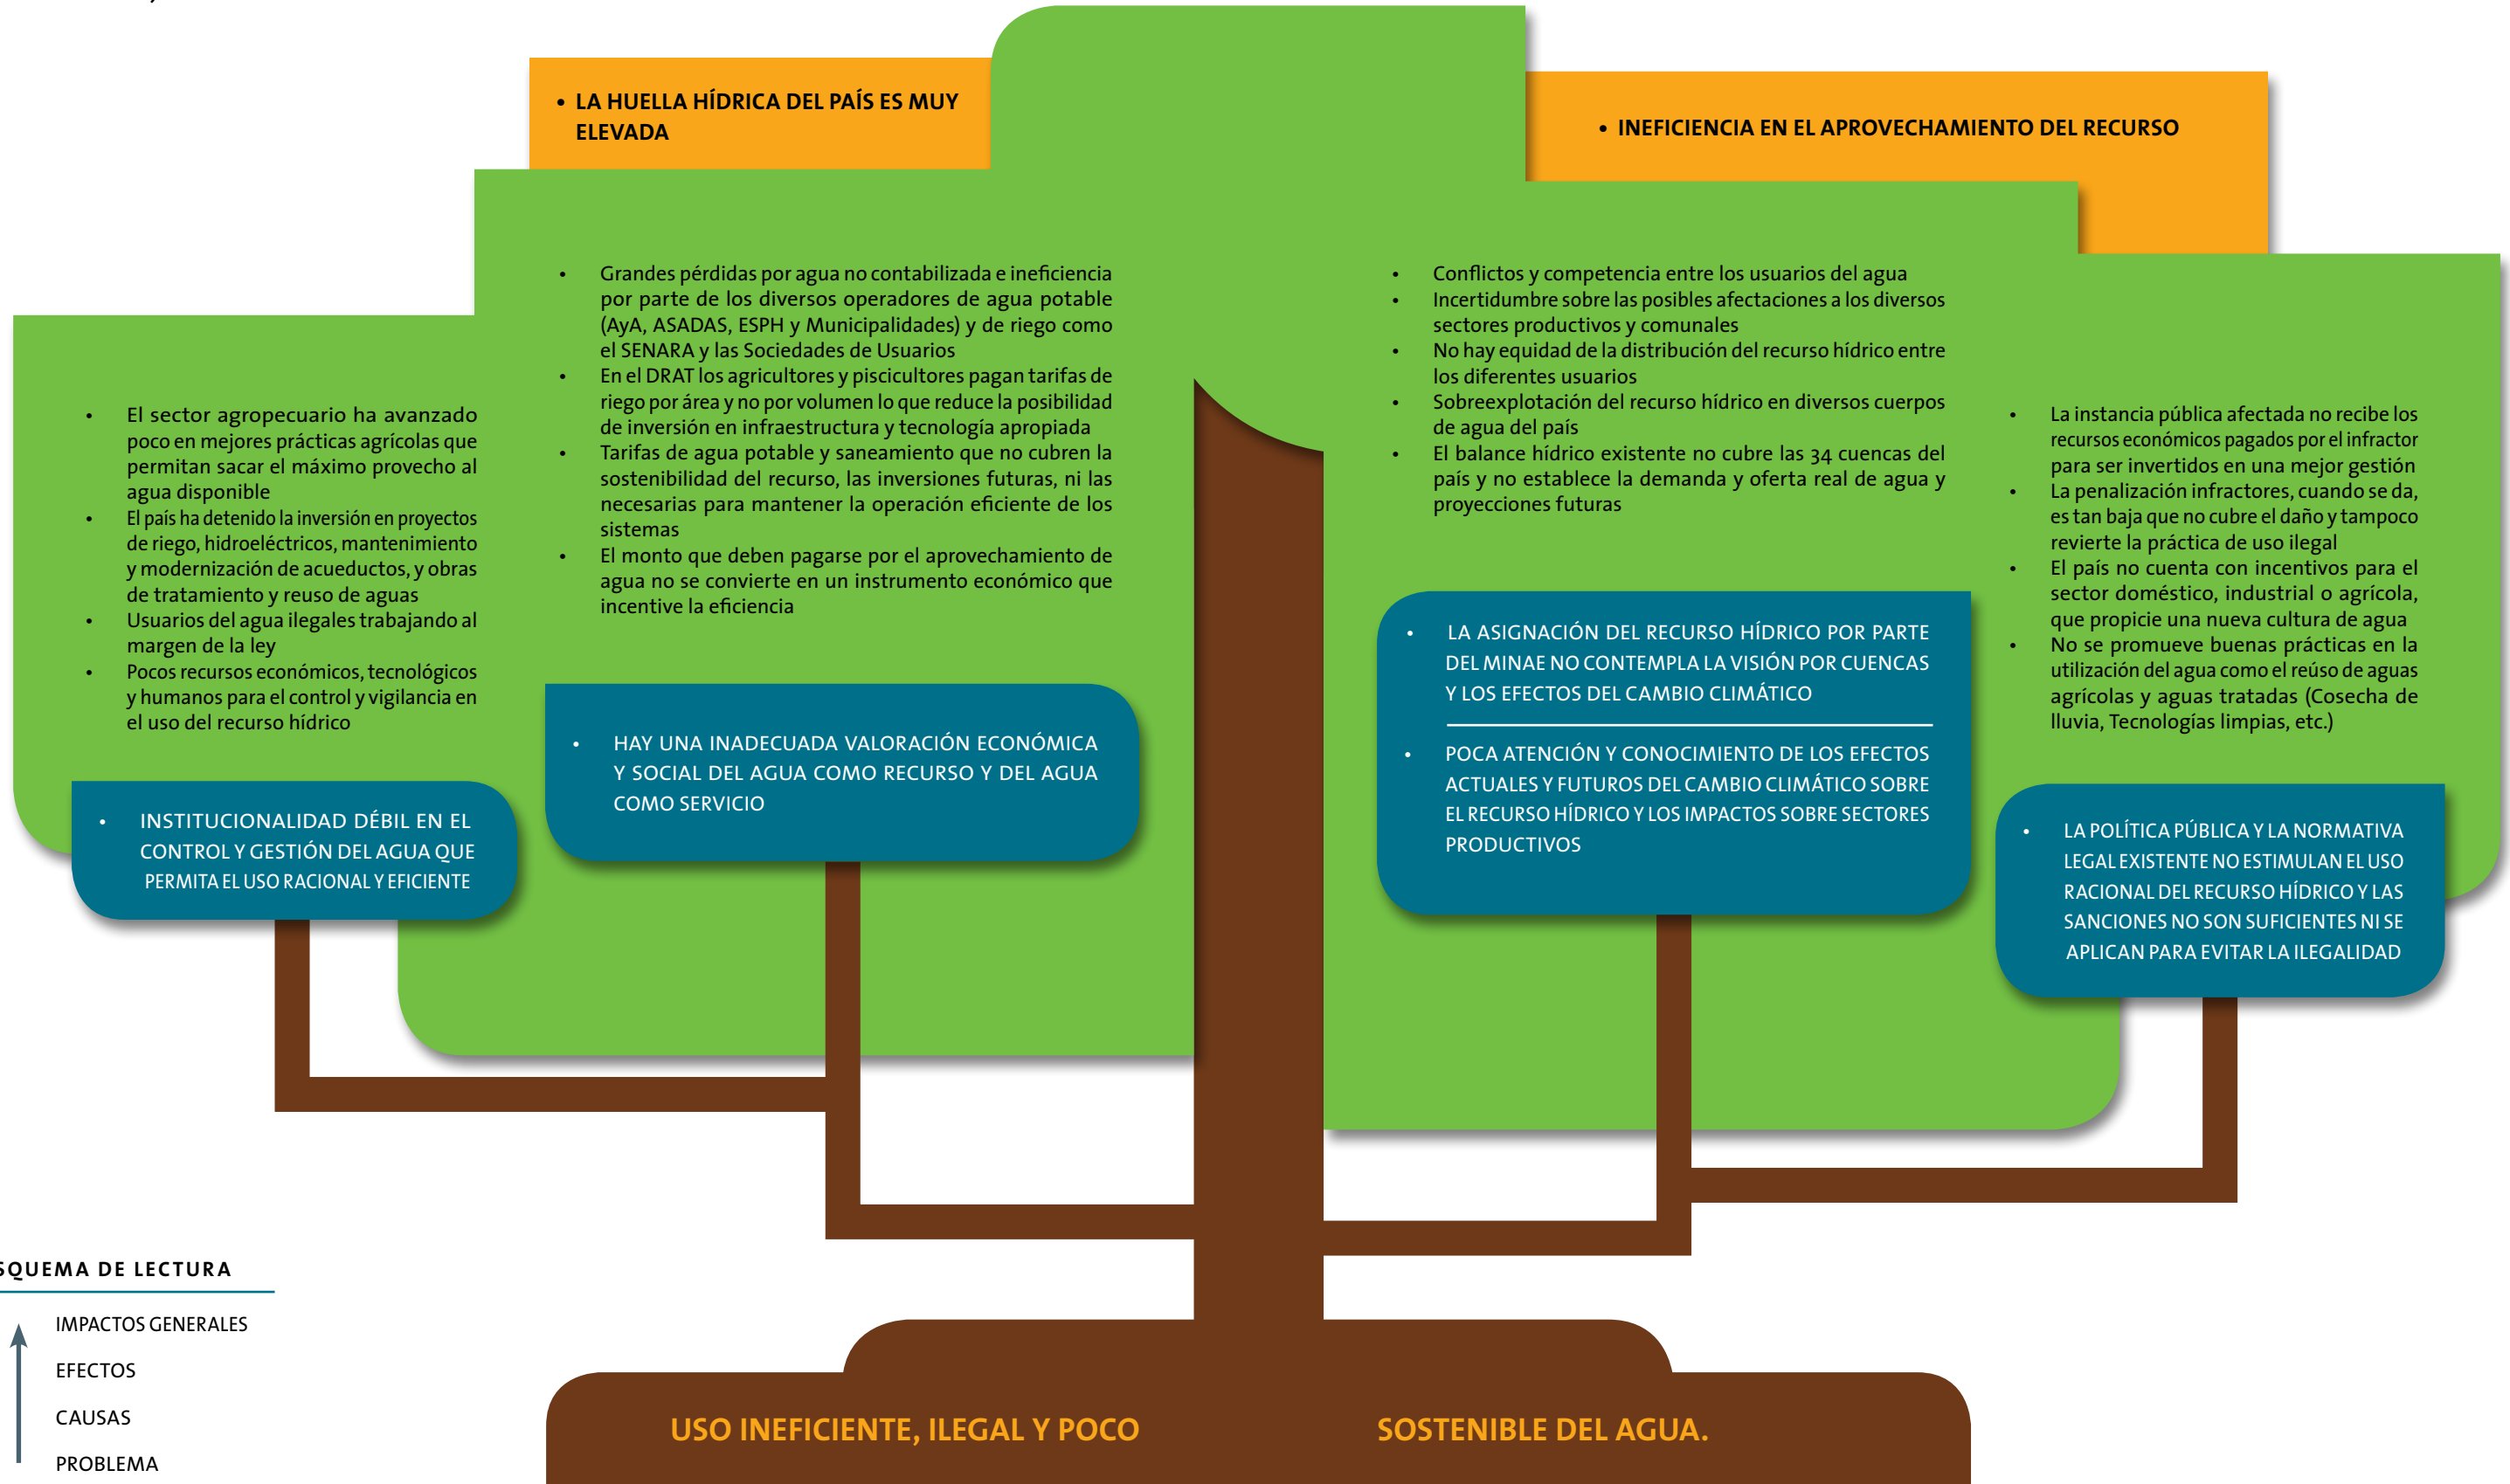 • LA HUELLA HÍDRICA DEL PAÍS ES MUY
ELEVADA
• INEFICIENCIA EN EL APROVECHAMIENTO DEL RECURSO
• El sector agropecuario ha avanzado
poco en mejores prácticas agrícolas que
permitan sacar el máximo provecho al
agua disponible
• El país ha detenido la inversión en proyectos
de riego, hidroeléctricos, mantenimiento
y modernización de acueductos, y obras
de tratamiento y reuso de aguas
• Usuarios del agua ilegales trabajando al
margen de la ley
• Pocos recursos económicos, tecnológicos
y humanos para el control y vigilancia en
el uso del recurso hídrico
• INSTITUCIONALIDAD DÉBIL EN EL
CONTROL Y GESTIÓN DEL AGUA QUE
PERMITA EL USO RACIONAL Y EFICIENTE
• Grandes pérdidas por agua no contabilizada e ineficiencia
por parte de los diversos operadores de agua potable
(AyA, ASADAS, ESPH y Municipalidades) y de riego como
el SENARA y las Sociedades de Usuarios
• En el DRAT los agricultores y piscicultores pagan tarifas de
riego por área y no por volumen lo que reduce la posibilidad
de inversión en infraestructura y tecnología apropiada
• Tarifas de agua potable y saneamiento que no cubren la
sostenibilidad del recurso, las inversiones futuras, ni las
necesarias para mantener la operación eficiente de los
sistemas
• El monto que deben pagarse por el aprovechamiento de
agua no se convierte en un instrumento económico que
incentive la eficiencia
• HAY UNA INADECUADA VALORACIÓN ECONÓMICA
Y SOCIAL DEL AGUA COMO RECURSO Y DEL AGUA
COMO SERVICIO
• Conflictos y competencia entre los usuarios del agua
• Incertidumbre sobre las posibles afectaciones a los diversos
sectores productivos y comunales
• No hay equidad de la distribución del recurso hídrico entre
los diferentes usuarios
• Sobreexplotación del recurso hídrico en diversos cuerpos
de agua del país
• El balance hídrico existente no cubre las 34 cuencas del
país y no establece la demanda y oferta real de agua y
proyecciones futuras
• LA ASIGNACIÓN DEL RECURSO HÍDRICO POR PARTE
DEL MINAE NO CONTEMPLA LA VISIÓN POR CUENCAS
Y LOS EFECTOS DEL CAMBIO CLIMÁTICO
• POCA ATENCIÓN Y CONOCIMIENTO DE LOS EFECTOS
ACTUALES Y FUTUROS DEL CAMBIO CLIMÁTICO SOBRE
EL RECURSO HÍDRICO Y LOS IMPACTOS SOBRE SECTORES
PRODUCTIVOS
• La instancia pública afectada no recibe los
recursos económicos pagados por el infractor
para ser invertidos en una mejor gestión
• La penalización infractores, cuando se da,
es tan baja que no cubre el daño y tampoco
revierte la práctica de uso ilegal
• El país no cuenta con incentivos para el
sector doméstico, industrial o agrícola,
que propicie una nueva cultura de agua
• No se promueve buenas prácticas en la
utilización del agua como el reúso de aguas
agrícolas y aguas tratadas (Cosecha de
lluvia, Tecnologías limpias, etc.)
• LA POLÍTICA PÚBLICA Y LA NORMATIVA
LEGAL EXISTENTE NO ESTIMULAN EL USO
RACIONAL DEL RECURSO HÍDRICO Y LAS
SANCIONES NO SON SUFICIENTES NI SE
APLICAN PARA EVITAR LA ILEGALIDAD
SQUEMA DE LECTURA
IMPACTOS GENERALES
EFECTOS
CAUSAS
PROBLEMA
USO INEFICIENTE, ILEGAL Y POCO SOSTENIBLE DEL AGUA.